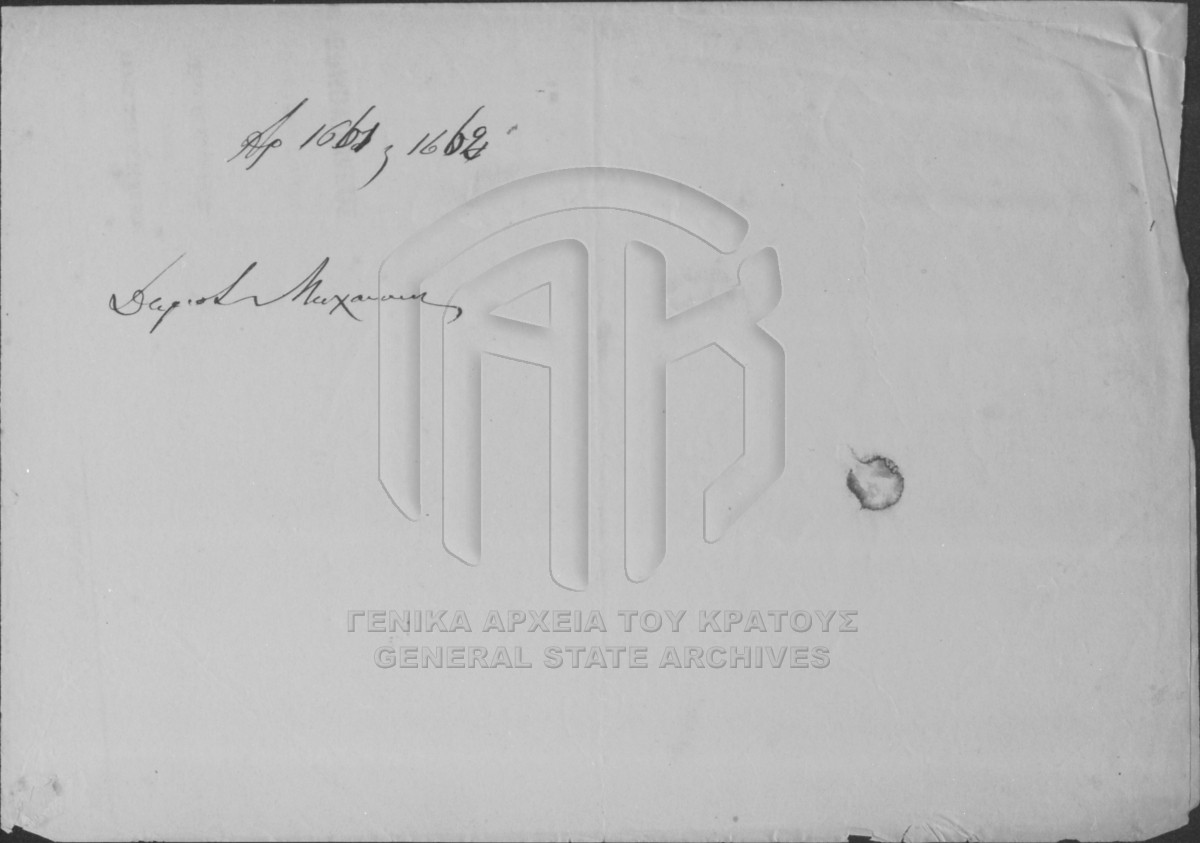 Αρ 1661, 1662
ΓΕΝΙΚΑ ΑΡΧΕΙΑ ΤΟΥ ΚΡΑΤΟΥΣ
GENERAL STATE ARCHIVES